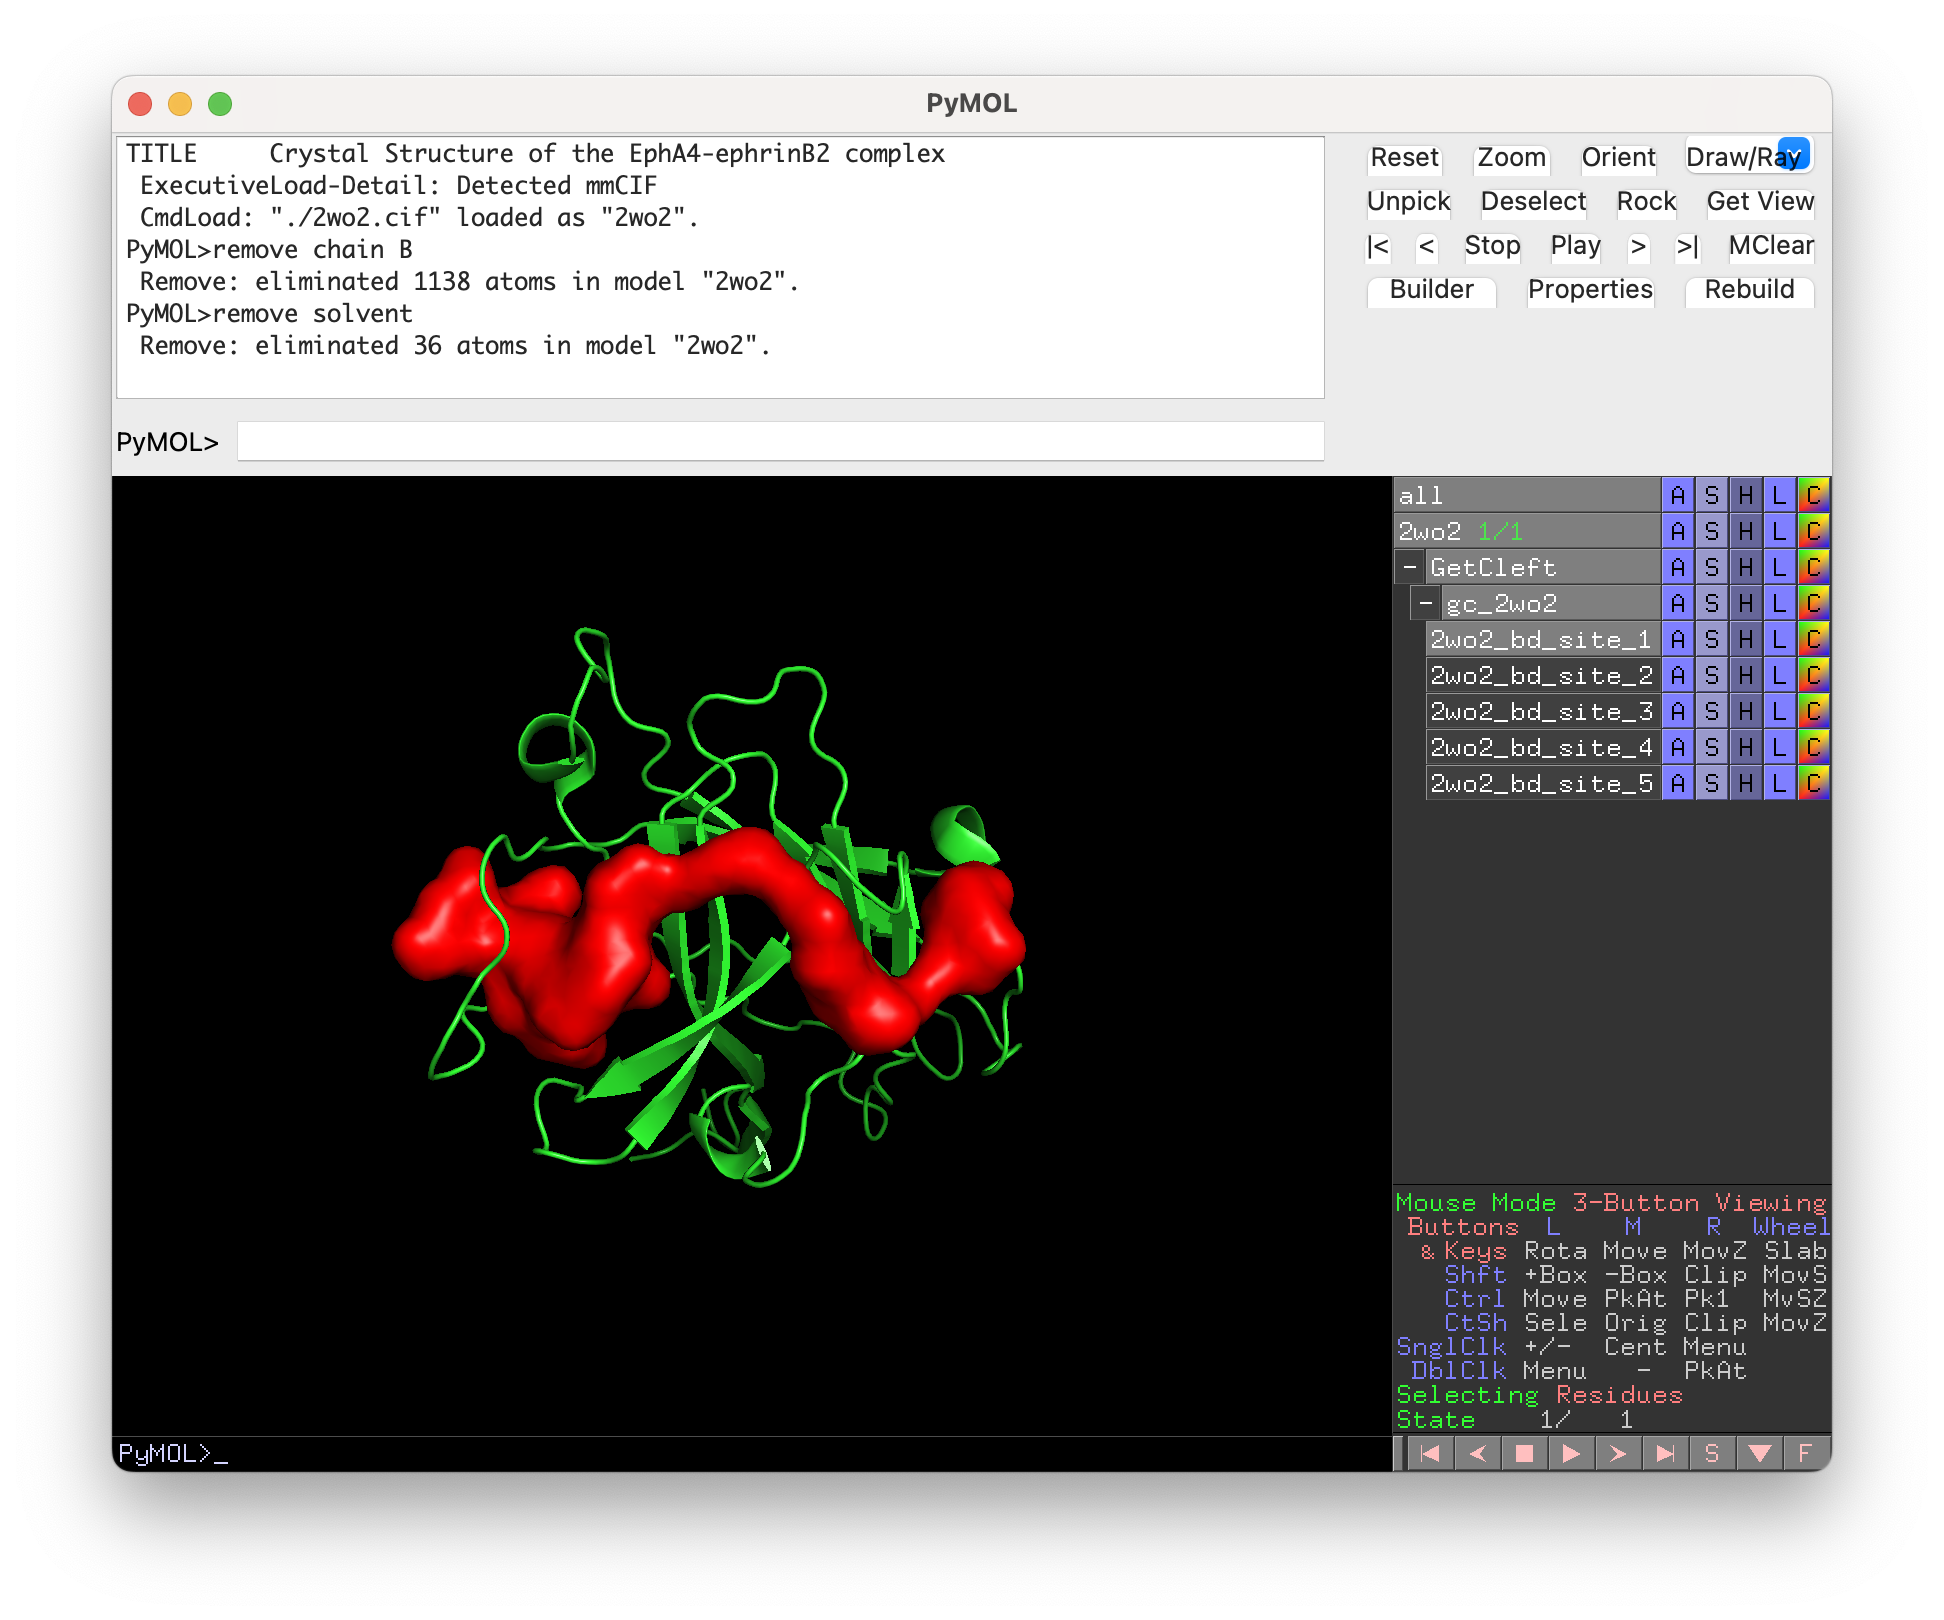 PyMOL
TITLE     Crystal Structure of the EphA4-ephrinB2 complex
ExecutiveLoad-Detail: Detected mmCIF
CmdLoad: "./2wo2.cif" loaded as "2wo2".
PyMOL>remove chain B
Remove: eliminated 1138 atoms in model "2wo2".
PyMOL>remove solvent
Remove: eliminated 36 atoms in model "2wo2".
PyMOL>
Reset Zoom Orient Draw/Ray
Unpick Deselect Rock Get View
|< < Stop Play > >| MClear
Builder Properties Rebuild
all A S H L C
2wo2 1/1 A S H L C
- GetCleft A S H L C
- gc_2wo2 A S H L C
2wo2_bd_site_1 A S H L C
2wo2_bd_site_2 A S H L C
2wo2_bd_site_3 A S H L C
2wo2_bd_site_4 A S H L C
2wo2_bd_site_5 A S H L C
Mouse Mode 3-Button Viewing
Buttons L M R Wheel
& Keys Rota Move MovZ Slab
Shft +Box -Box Clip MovS
Ctrl Move PkAt Pk1 MvSZ
CtSh Sele Orig Clip MovZ
SnglClk +/- Cent Menu
DblClk Menu - PkAt
Selecting Residues
State 1/ 1
PyMOL>_
S F